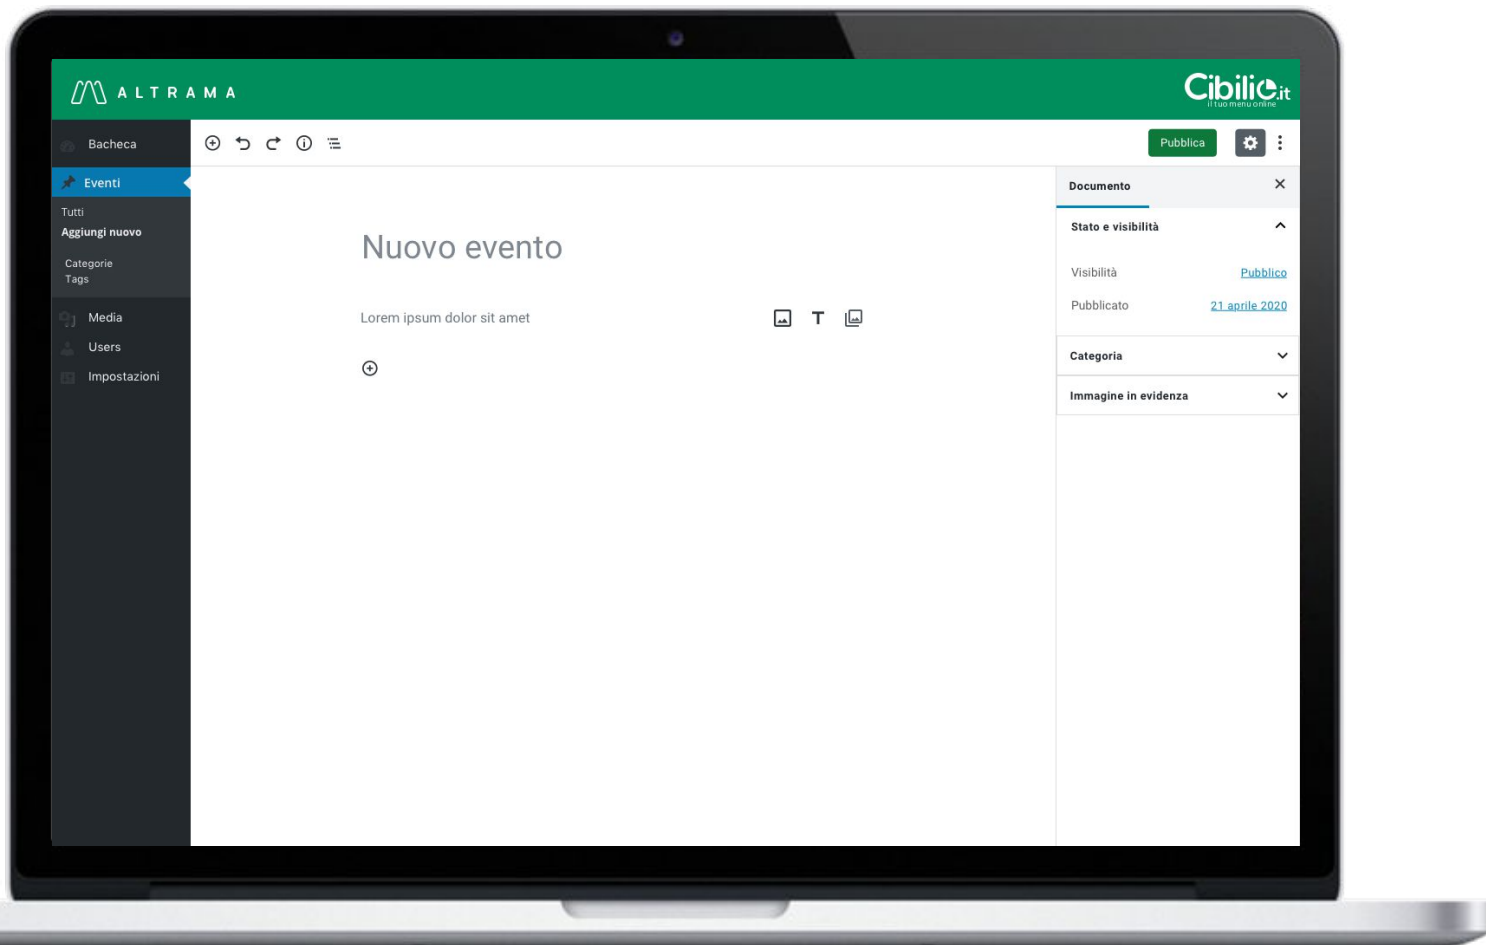 ALTRAMA
Cibilio.it
il tuo menu online
Bacheca
Pubblica
Eventi
Tutti
Aggiungi nuovo
Categorie
Tags
Media
Users
Impostazioni
Nuovo evento
Lorem ipsum dolor sit amet
T
Documento
Stato e visibilità
Visibilità Pubblico
Pubblicato 21 aprile 2020
Categoria
Immagine in evidenza